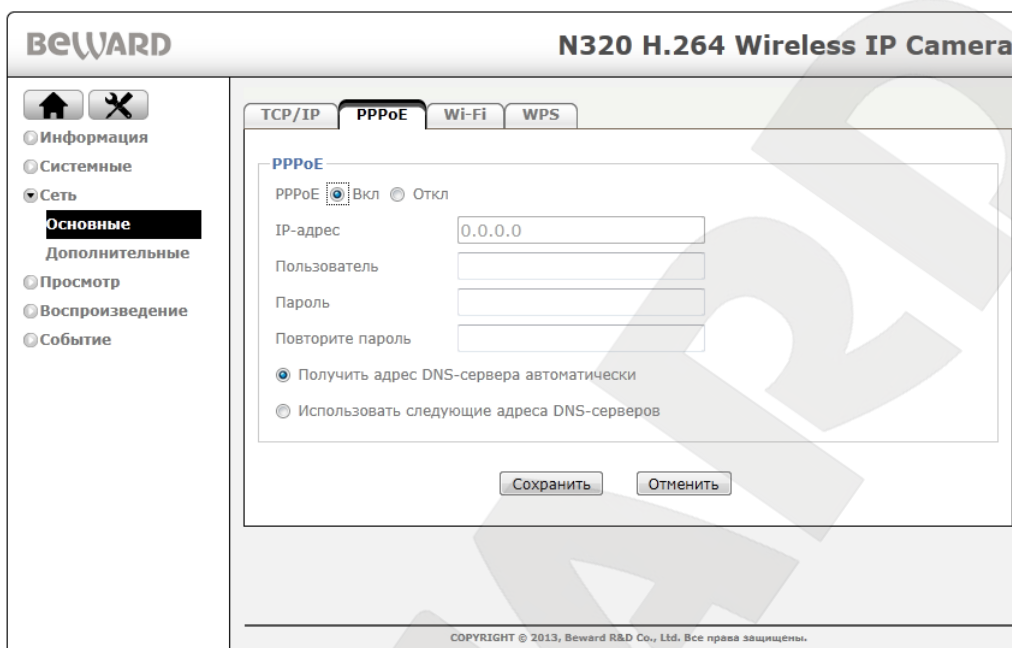 BEWARD
N320 H.264 Wireless IP Camera
Информация
Системные
Сеть
Основные
Дополнительные
Просмотр
Воспроизведение
Событие
TCP/IP PPPoE Wi-Fi WPS
PPPoE
PPPoE Вкл Откл
IP-адрес 0.0.0.0
Пользователь
Пароль
Повторите пароль
Получить адрес DNS-сервера автоматически
Использовать следующие адреса DNS-серверов
Сохранить Отменить
COPYRIGHT © 2013, Beward R&D Co., Ltd. Все права защищены.